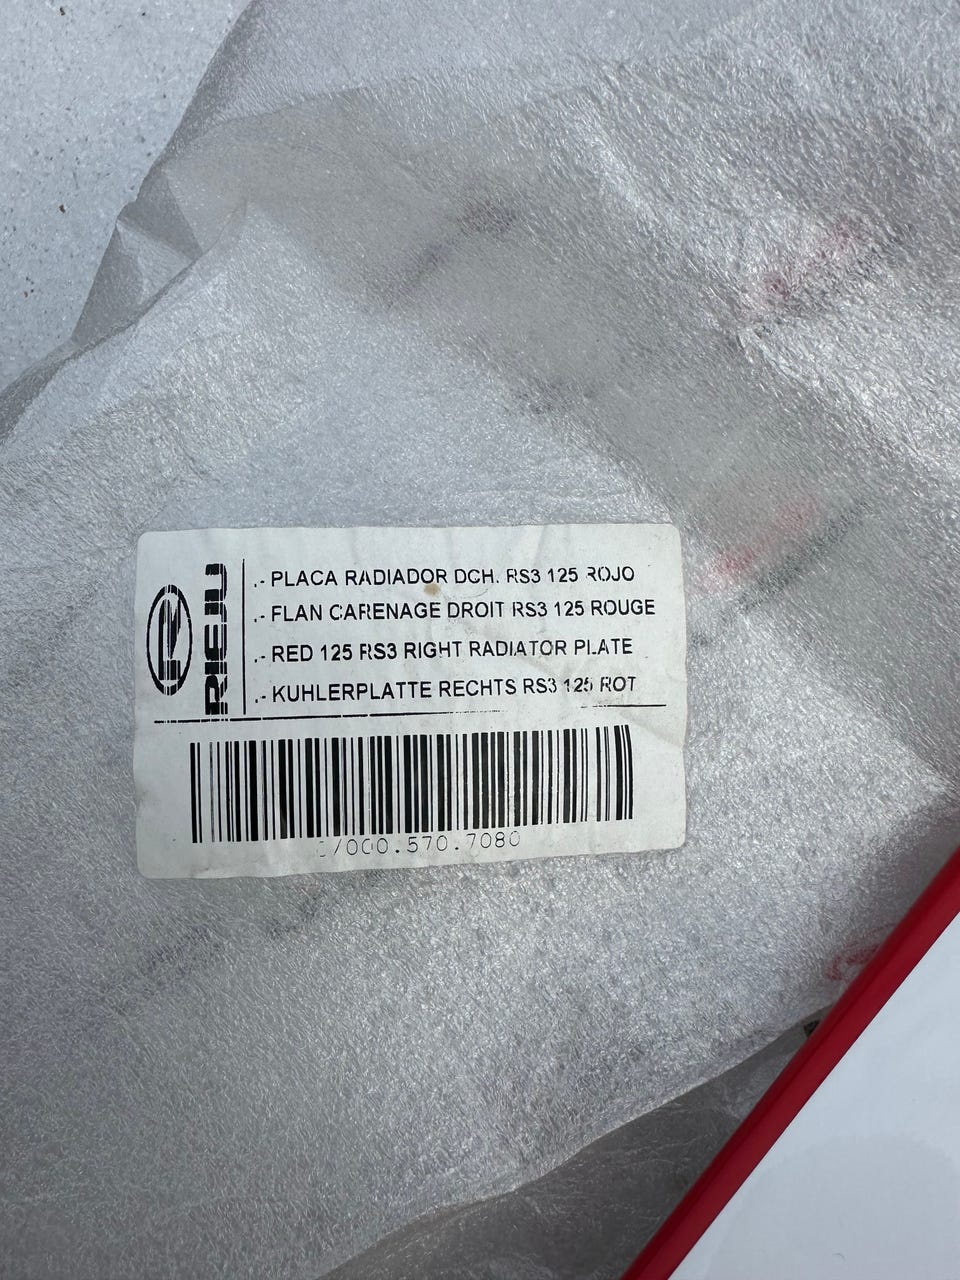 RIEJU
.- PLACA RADIADOR DCH. RS3 125 ROJO
.- FLAN CARENAGE DROIT RS3 125 ROUGE
.- RED 125 RS3 RIGHT RADIATOR PLATE
.- KUHLERPLATTE RECHTS RS3 125 ROT
/000.570.7080